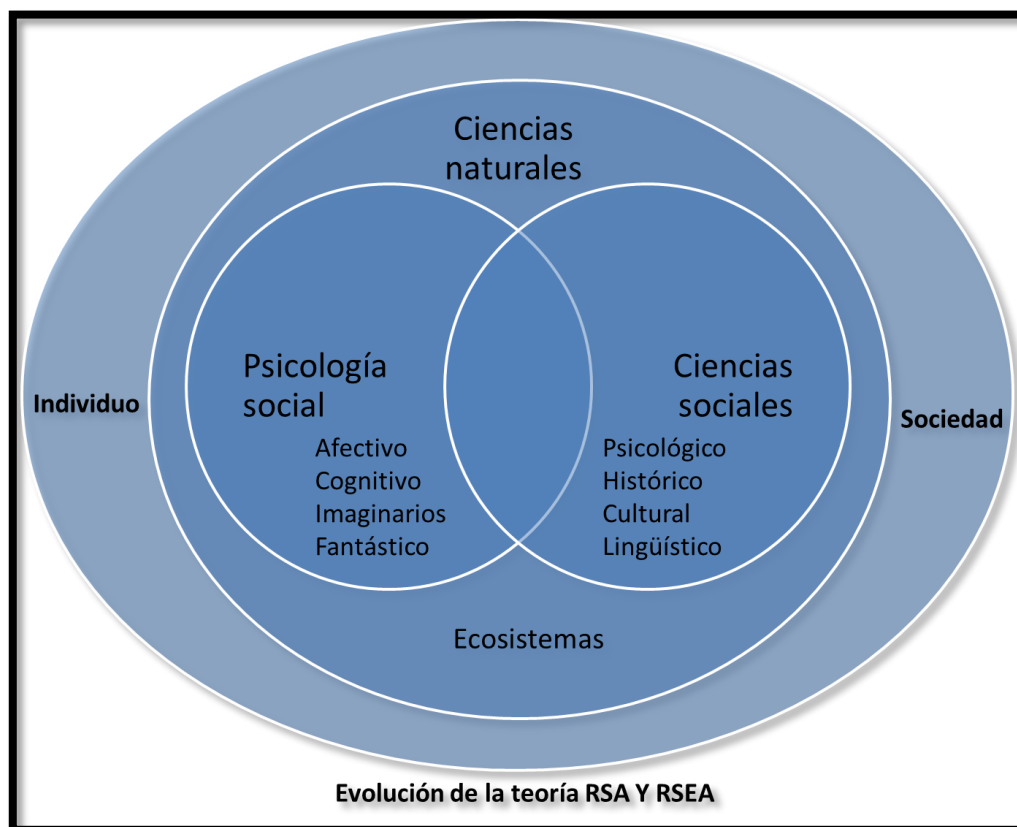 Ciencias
naturales
Psicología
social
Afectivo
Cognitivo
Imaginarios
Fantástico
Ciencias
sociales
Psicológico
Histórico
Cultural
Lingüístico
Individuo
Sociedad
Ecosistemas
Evolución de la teoría RSA Y RSEA